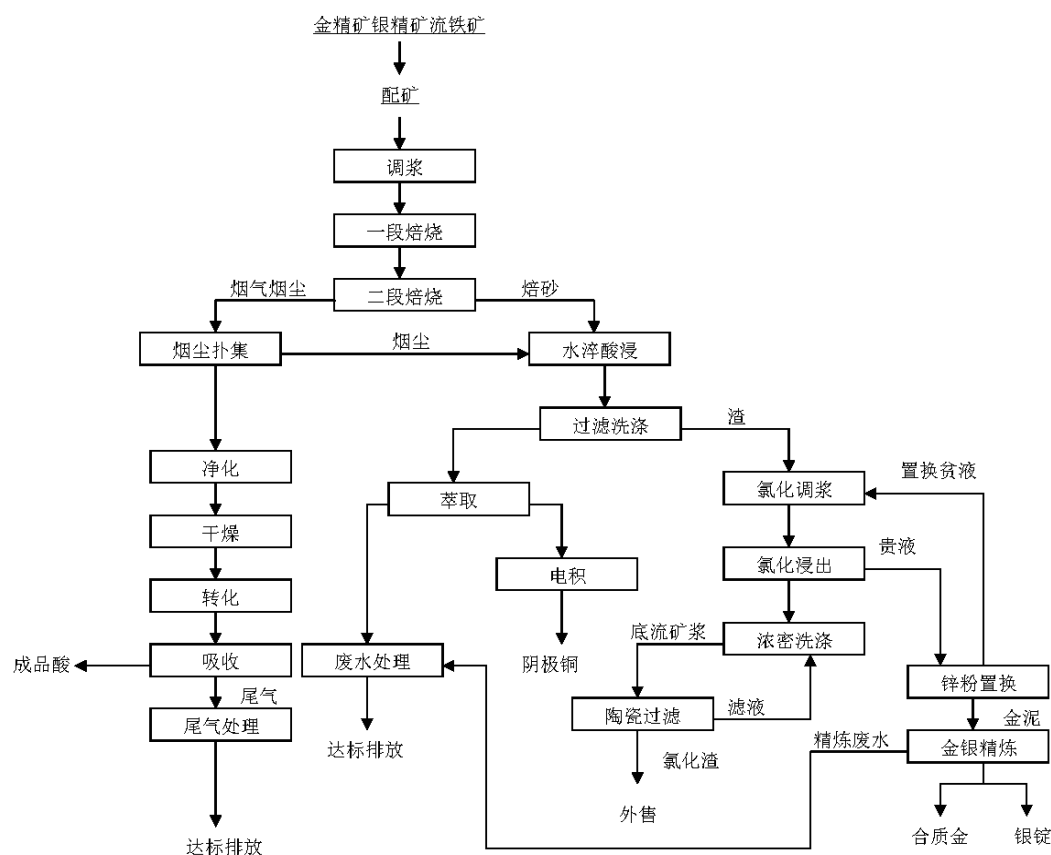 金精矿银精矿流铁矿
配矿
调浆
一段焙烧
烟气烟尘
二段焙烧
焙砂
烟尘扑集
烟尘
水淬酸浸
过滤洗涤
渣
净化
萃取
氯化调浆
置换贫液
干燥
电积
氯化浸出
贵液
转化
成品酸
吸收
废水处理
阴极铜
底流矿浆
浓密洗涤
锌粉置换
尾气
尾气处理
达标排放
陶瓷过滤
滤液
金泥
精炼废水
金银精炼
氯化渣
外售
合质金
银锭
达标排放